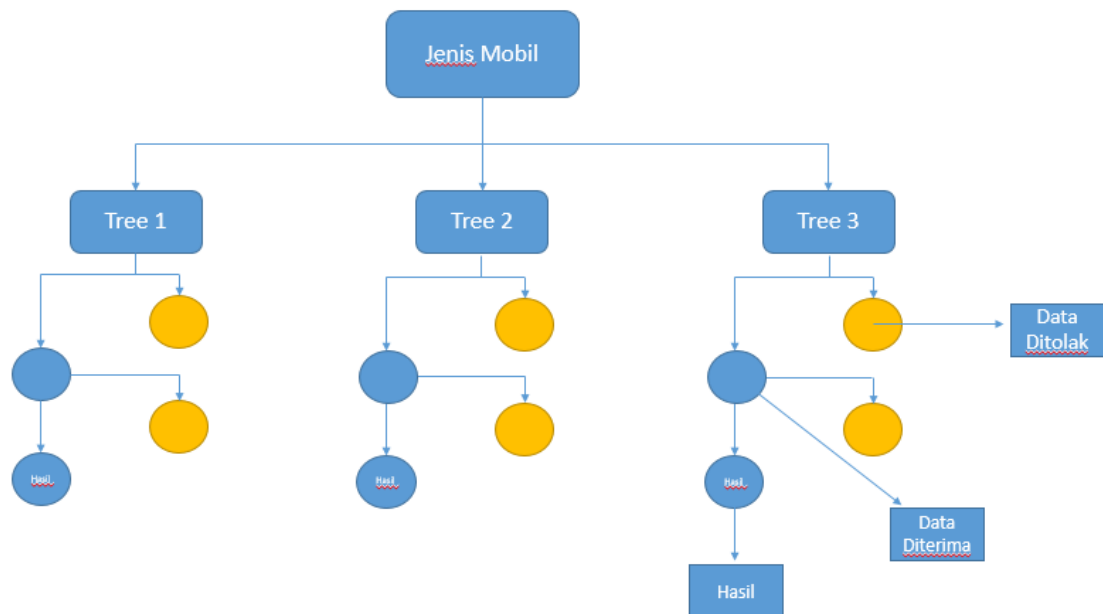 Jenis Mobil
Tree 1
Tree 2
Tree 3
Data
Ditolak
Hasil
Hasil
Hasil
Data
Diterima
Hasil